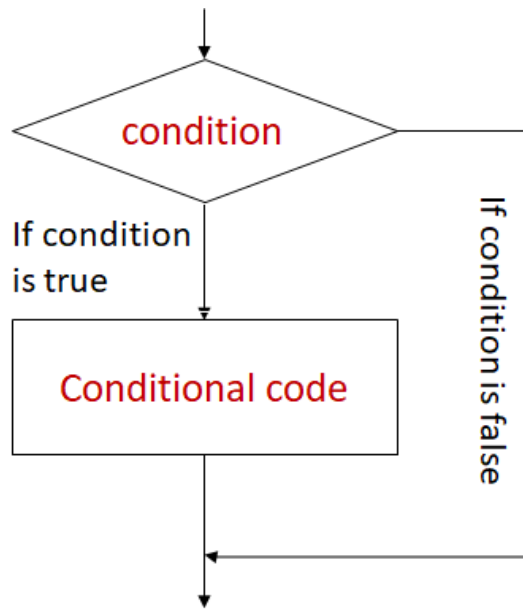 condition
If condition
is true
If condition is false
Conditional code